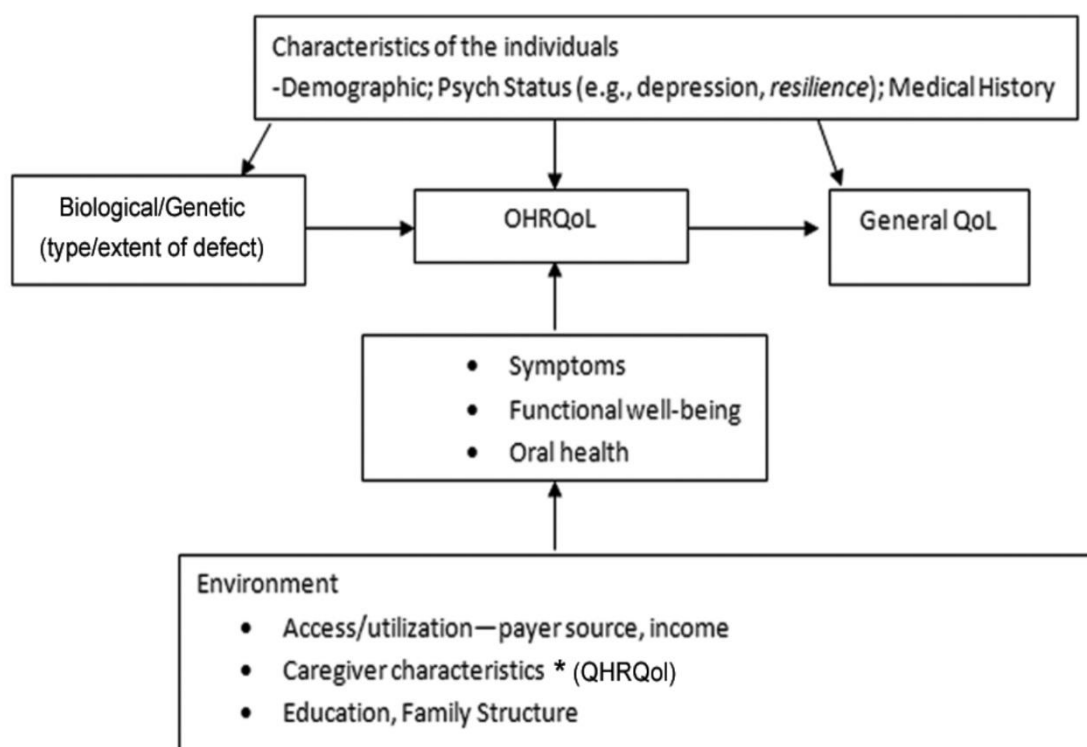 Characteristics of the individuals
-Demographic; Psych Status (e.g., depression, resilience); Medical History
Biological/Genetic
(type/extent of defect)
OHRQoL
General QoL
• Symptoms
• Functional well-being
• Oral health
Environment
• Access/utilization—payer source, income
• Caregiver characteristics * (QHRQol)
• Education, Family Structure